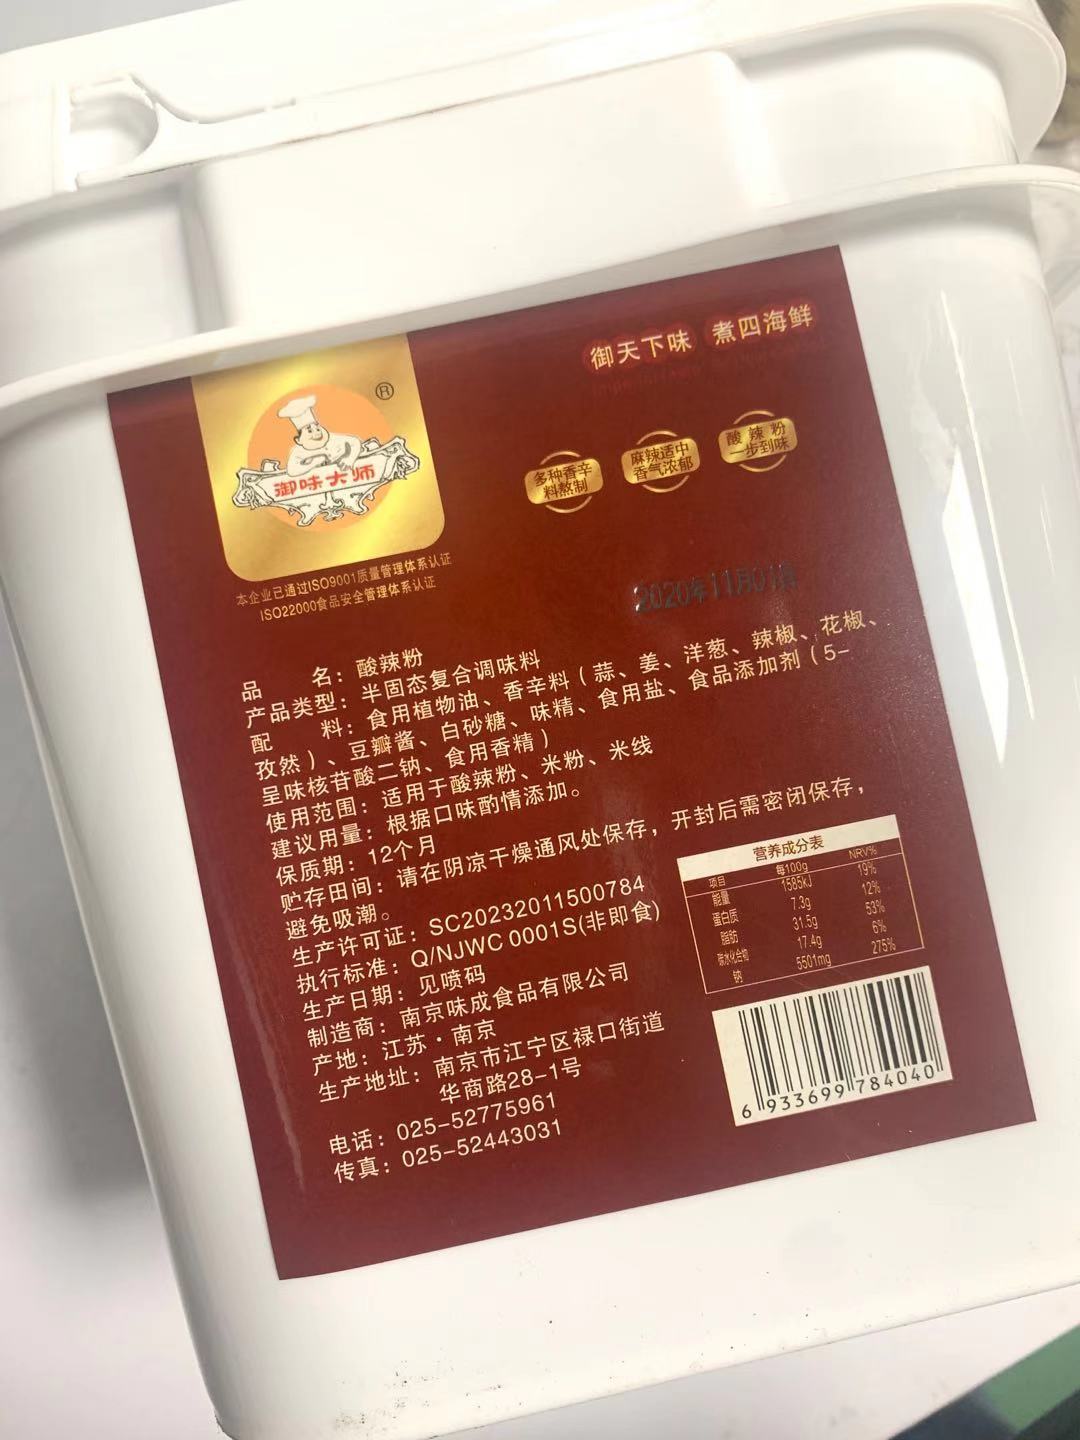 御天下味 煮四海鲜
®
御味大师
多种香辛
料熬制
麻辣适中
香气浓郁
酸辣粉
一步到味
本企业已通过ISO9001质量管理体系认证
ISO22000食品安全管理体系认证
2020年11月01日
品 名：酸辣粉
产品类型：半固态复合调味料
配 料：食用植物油、香辛料（蒜、姜、洋葱、辣椒、花椒、
孜然）、豆瓣酱、白砂糖、味精、食用盐、食品添加剂（5-
呈味核苷酸二钠、食用香精）
使用范围：适用于酸辣粉、米粉、米线
建议用量：根据口味酌情添加。
保质期：12个月
贮存田间：请在阴凉干燥通风处保存，开封后需密闭保存，
避免吸潮。
生产许可证：SC20232011500784
执行标准：Q/NJWC 0001S(非即食)
生产日期：见喷码
制造商：南京味成食品有限公司
产地：江苏·南京
生产地址：南京市江宁区禄口街道
华商路28-1号
电话：025-52775961
传真：025-52443031
营养成分表
项目 每100g NRV%
能量 1585kJ 19%
蛋白质 7.3g 12%
脂肪 31.5g 53%
碳水化合物 17.4g 6%
钠 5501mg 275%
6 933699 784040